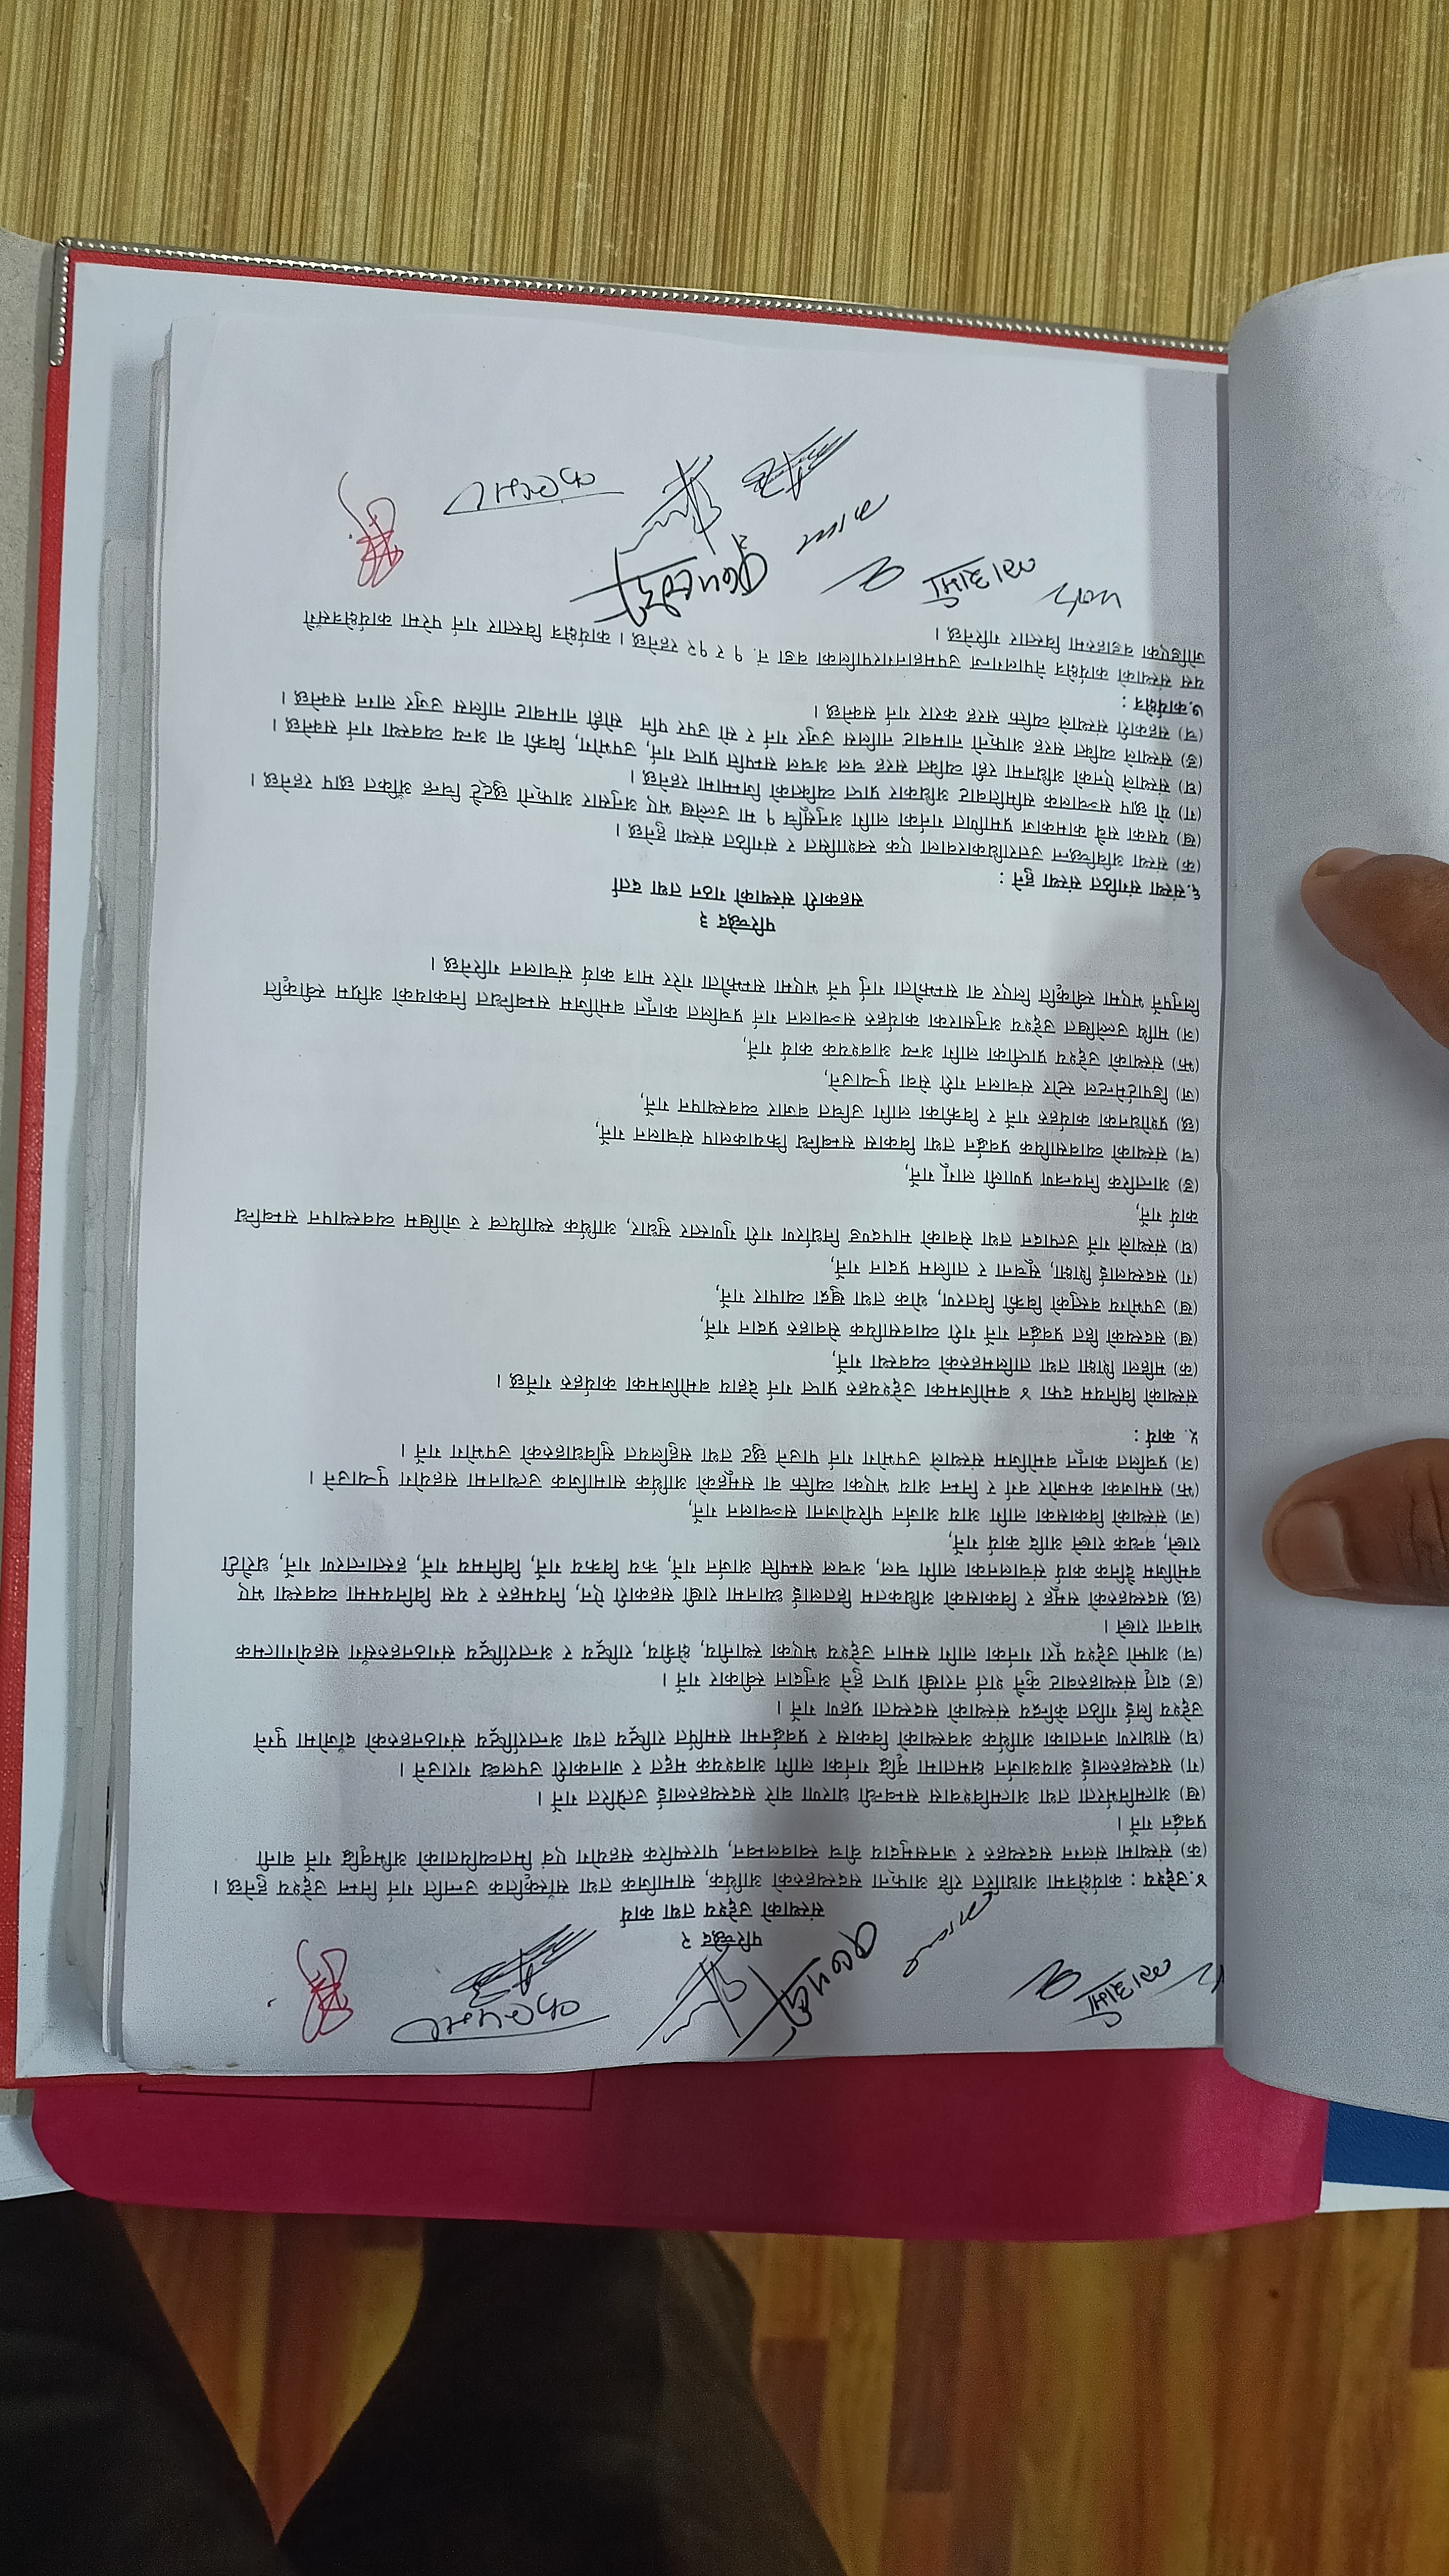 ला शर्मा
कल्पना
परिच्छेद २
संस्थाको उद्देश्य तथा कार्य
४.उद्देश्य : कार्यक्षेत्रमा आधारित रहि आफ्‌ना सदस्यहरुको आर्थिक, सामाजिक तथा साँस्कृतिक उन्नति गर्न निम्न उद्देश्य हुनेछ ।
(क) संस्थामा संलग्न सदस्यहरु र जनसमुदाय वीच स्वावलम्वन, पारस्परिक सहयोग एवं मितव्ययिताको अभिवृद्धि गर्ने बानी
प्रवर्द्धन गर्ने ।
(ख) आत्मनिर्भरता तथा आत्मविश्वास सम्वन्धी धारणा बारे सदस्यहरुलाई उत्प्रेरित गर्ने ।
(ग) सदस्यहरुलाई आयआर्जन क्षमतामा वृद्धि गर्नका लागि आवश्यक मद्दत र जानकारी उपलब्ध गराउने ।
(घ) साधारण जनताका आर्थिक अवस्थाको विकास र प्रवर्द्धनमा समर्पित राष्ट्रिय तथा अन्तर्राष्ट्रिय संगठनहरुको दाँजोमा पुग्ने
उद्देश्य लिई गठित केन्द्रिय संस्थाको सदस्यता ग्रहण गर्ने ।
(ड) दातृ संस्थाहरुबाट कुनै शर्त नराखी प्राप्त हुने अनुदान स्वीकार गर्ने ।
(च) आफ्नो उद्देश्य पूरा गर्नका लागि समान उद्देश्य भएका स्थानीय, क्षेत्रीय, राष्ट्रिय र अन्तर्राष्ट्रिय संगठनहरुसँग सहयोगात्मक
भावना राख्ने ।
(छ) सदस्यहरुको समूह र विकासको अधिकतम हितलाई ध्यानमा राखी सहकारी ऐन, नियमहरु र यस विनियममा व्यवस्था भए
बमोजिम दैनिक कार्य संचालनका लागि चल, अचल सम्पत्ति आर्जन गर्ने, क्रय विक्रय गर्ने, विनिमय गर्ने, हस्तान्तरण गर्ने, धरौटी
राख्ने, बन्धक राख्ने आदि कार्य गर्ने,
(ज) संस्थाको विकासका लागि आय आर्जन परियोजना सञ्चालन गर्ने,
(झ) समाजका कमजोर वर्ग र निम्न आय भएका व्यक्ति वा समूहको आर्थिक सामाजिक उत्थानमा सहयोग पुऱ्याउने ।
(ञ) प्रचलित कानून वमोजिम संस्थाले उपभोग गर्न पाउने छुट तथा सहुलियत सुविधाहरुको उपभोग गर्ने ।
५. कार्य :
संस्थाको विनियम दफा ४ बमोजिमका उद्देश्यहरु प्राप्त गर्न देहाय बमोजिमका कार्यहरु गर्नेछ ।
(क) महिला शिक्षा तथा तालिमहरुको व्यवस्था गर्ने,
(ख) सदस्यको हित प्रवर्द्धन गर्ने गरी व्यावसायिक सेवाहरु प्रदान गर्ने,
(ख) उपभोग्य वस्तुको बिक्री वितरण, थोक तथा खुद्रा व्यापार गर्ने,
(ग) सदस्यलाई शिक्षा, सूचना र तालिम प्रदान गर्ने,
(घ) संस्थाले गर्ने उत्पादन तथा सेवाको मापदण्ड निर्धारण गरी गुणस्तर सुधार, आर्थिक स्थायित्व र जोखिम व्यवस्थापन सम्वन्धि
कार्य गर्ने,
(ङ) आन्तरिक नियन्त्रण प्रणाली लागू गर्ने,
(च) संस्थाको व्यावसायिक प्रवर्द्धन तथा विकास सम्बन्धि क्रियाकलाप संचालन गर्ने,
(छ) प्रशोधनका कार्यहरु गर्ने र विक्रीका लागि उचित बजार व्यवस्थापन गर्ने,
(ज) डिपार्टमेन्टल स्टोर संचालन गरी सेवा पुऱ्याउने,
(झ) संस्थाको उद्देश्य प्राप्तीका लागि अन्य आवश्यक कार्य गर्ने,
(ञ) माथि उल्लेखित उद्देश्य अनुसारका कार्यहरु सञ्चालन गर्न प्रचलित कानून बमोजिम सम्बन्धित निकायको अग्रिम स्वीकृति
लिनुपर्ने भएमा स्वीकृति लिएर वा सम्झौता गर्नु पर्ने भएमा सम्झौता गरेर मात्र कार्य संचालन गरिनेछ ।
परिच्छेद ३
सहकारी संस्थाको गठन तथा दर्ता
६.संस्था संगठित संस्था हुने :
(क) संस्था अविच्छिन्न उत्तराधिकारवाला एक स्वशासित र संगठित संस्था हुनेछ ।
(ख) यसका सबै कामकाज प्रमाणित गर्नका लागि अनुसूचि १ मा उल्लेख भए अनुसार आफ्‌नो छुट्टै चिन्ह अँकित छाप रहनेछ ।
(ग) यो छाप सञ्चालक समितिबाट अधिकार प्राप्त व्यक्तिको जिम्मामा रहनेछ ।
(घ) संस्थाले ऐनको अधिनमा रही व्यक्ति सरह चल अचल सम्पत्ति प्राप्त गर्न, उपभोग, बिक्री वा अन्य व्यवस्था गर्न सक्नेछ ।
(ङ) संस्थाले व्यक्ति सरह आफ्‌नो नामबाट नालिस उजुर गर्न र सो उपर पनि सोही नामबाट नालिस उजुर लाग्न सक्नेछ ।
(च) सहकारी संस्थाले व्यक्ति सरह करार गर्न सक्नेछ ।
७.कार्यक्षेत्र :
यस संस्थाको कार्यक्षेत्र नेपालगन्ज उपमहानगरपालिका वडा नं. १ र १२ रहनेछ । कार्यक्षेत्र विस्तार गर्न परेमा कार्यक्षेत्रसँगै
जोडिएका वडाहरुमा विस्तार गरिनेछ ।
ला शर्मा
कल्पना